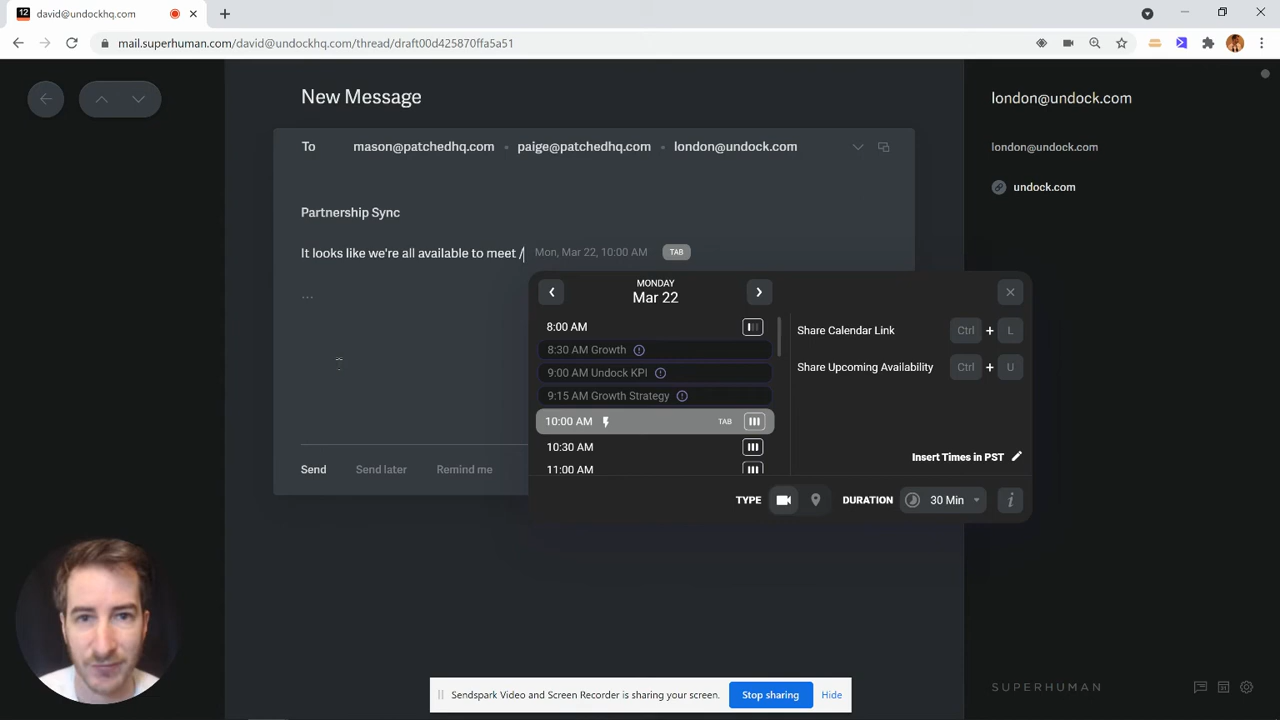 12
david@undockhq.com
mail.superhuman.com/david@undockhq.com/thread/draft00d425870ffa5a51
New Message
london@undock.com
To mason@patchedhq.com • paige@patchedhq.com • london@undock.com
london@undock.com
undock.com
Partnership Sync
It looks like we're all available to meet / Mon, Mar 22, 10:00 AM TAB
...
MONDAY
Mar 22
8:00 AM
8:30 AM Growth
9:00 AM Undock KPI
9:15 AM Growth Strategy
10:00 AM TAB
10:30 AM
11:00 AM
Share Calendar Link Ctrl + L
Share Upcoming Availability Ctrl + U
Insert Times in PST
TYPE DURATION 30 Min i
Send Send later Remind me
Sendspark Video and Screen Recorder is sharing your screen. Stop sharing Hide
SUPERHUMAN